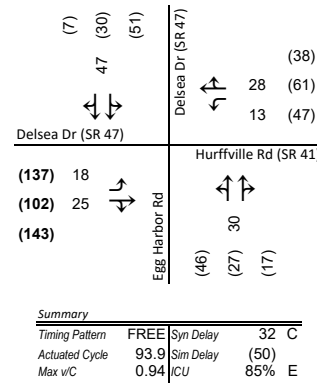 (7) (30) (51)
47
Delsea Dr (SR 47)
(38)
28 (61)
13 (47)
Delsea Dr (SR 47)
Hurffville Rd (SR 41)
(137) 18
(102) 25
(143)
Egg Harbor Rd
30
(46) (27) (17)
Summary
Timing Pattern FREE Syn Delay 32 C
Actuated Cycle 93.9 Sim Delay (50)
Max v/C 0.94 ICU 85% E